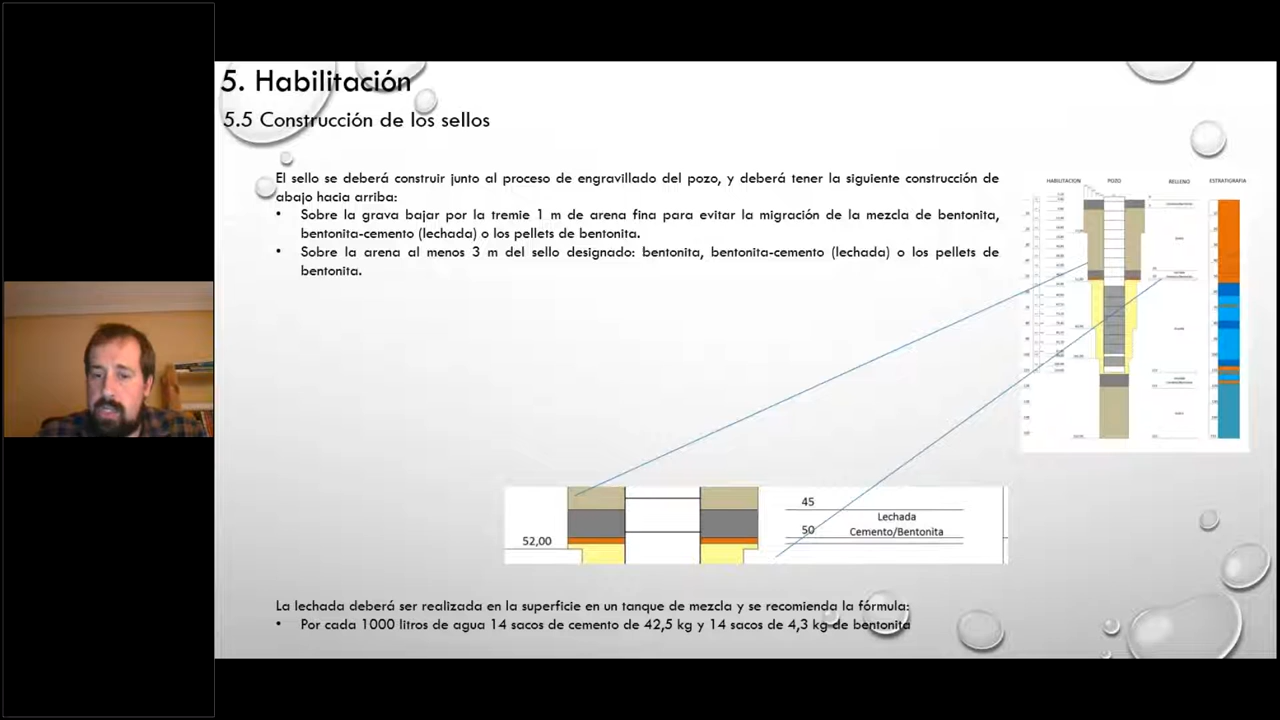 5. Habilitación
5.5 Construcción de los sellos
El sello se deberá construir junto al proceso de engravillado del pozo, y deberá tener la siguiente construcción de
abajo hacia arriba:
• Sobre la grava bajar por la tremie 1 m de arena fina para evitar la migración de la mezcla de bentonita,
bentonita-cemento (lechada) o los pellets de bentonita.
• Sobre la arena al menos 3 m del sello designado: bentonita, bentonita-cemento (lechada) o los pellets de
bentonita.
HABILITACION POZO RELLENO ESTRATIGRAFIA
45
Lechada
50 Cemento/Bentonita
52,00
La lechada deberá ser realizada en la superficie en un tanque de mezcla y se recomienda la fórmula:
• Por cada 1000 litros de agua 14 sacos de cemento de 42,5 kg y 14 sacos de 4,3 kg de bentonita